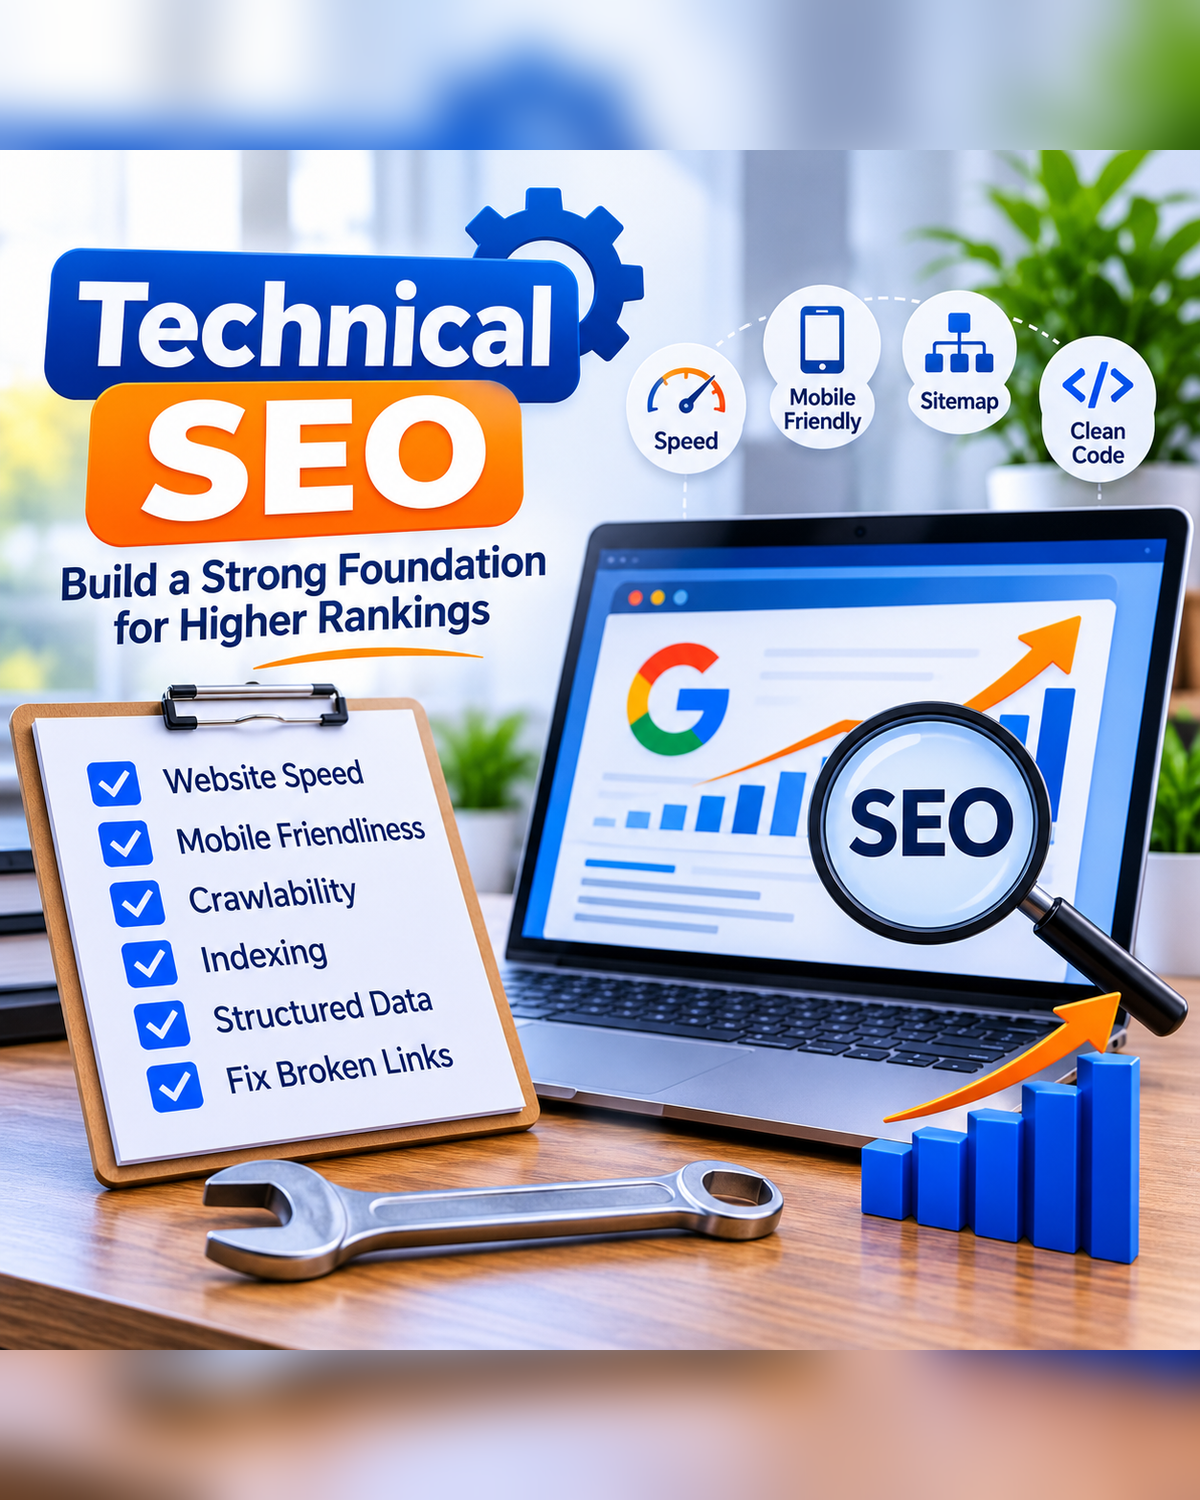 Technical
SEO
Build a Strong Foundation
for Higher Rankings
Speed
Mobile
Friendly
Sitemap
</>
Clean
Code
Website Speed
Mobile Friendliness
Crawlability
Indexing
Structured Data
Fix Broken Links
G
SEO